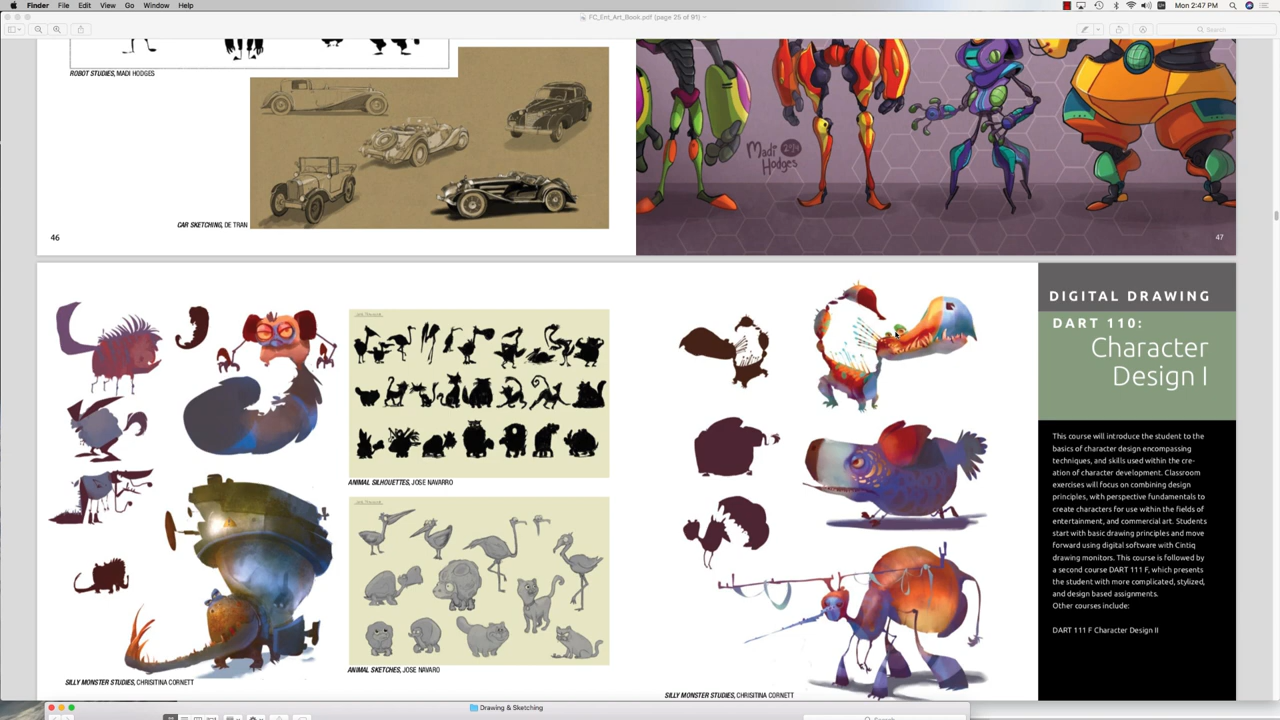 Finder File Edit View Go Window Help
Mon 2:47 PM
FC_Ent_Art_Book.pdf (page 25 of 91)
Search
ROBOT STUDIES, MADI HODGES
CAR SKETCHING, DE TRAN
46
Madi
Hodges
47
ANIMAL SILHOUETTES, JOSE NAVARRO
ANIMAL SKETCHES, JOSE NAVARO
SILLY MONSTER STUDIES, CHRISITINA CORNETT
SILLY MONSTER STUDIES, CHRISITINA CORNETT
DIGITAL DRAWING
DART 110:
Character
Design I
This course will introduce the student to the
basics of character design encompassing
techniques, and skills used within the cre-
ation of character development. Classroom
exercises will focus on combining design
principles, with perspective fundamentals to
create characters for use within the fields of
entertainment, and commercial art. Students
start with basic drawing principles and move
forward using digital software with Cintiq
drawing monitors. This course is followed by
a second course DART 111 F, which presents
the student with more complicated, stylized,
and design based assignments.
Other courses include:
DART 111 F Character Design II
Drawing & Sketching
Search